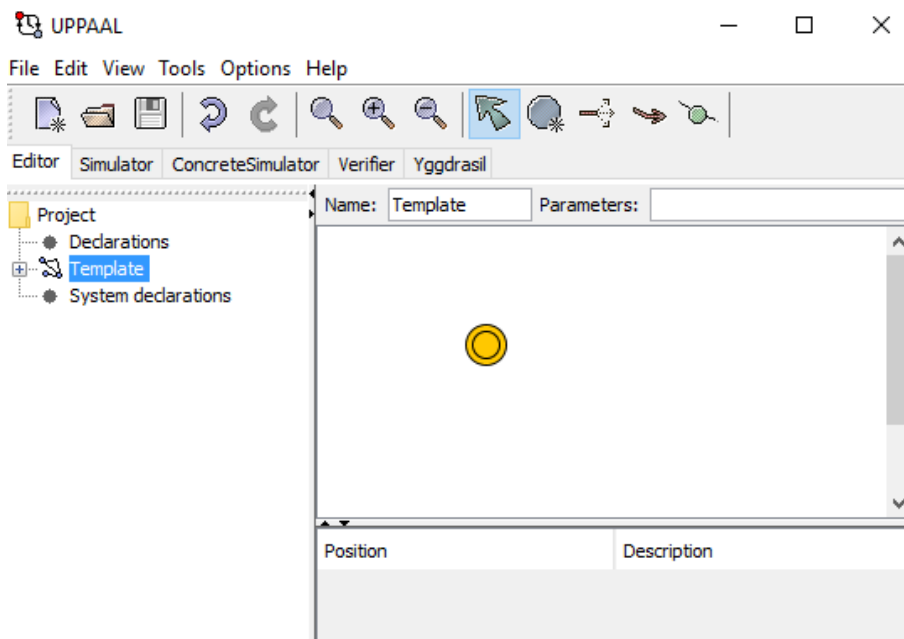 UPPAAL
File Edit View Tools Options Help
Editor Simulator ConcreteSimulator Verifier Yggdrasil
Name: Template Parameters:
Project
Declarations
Template
System declarations
Position Description